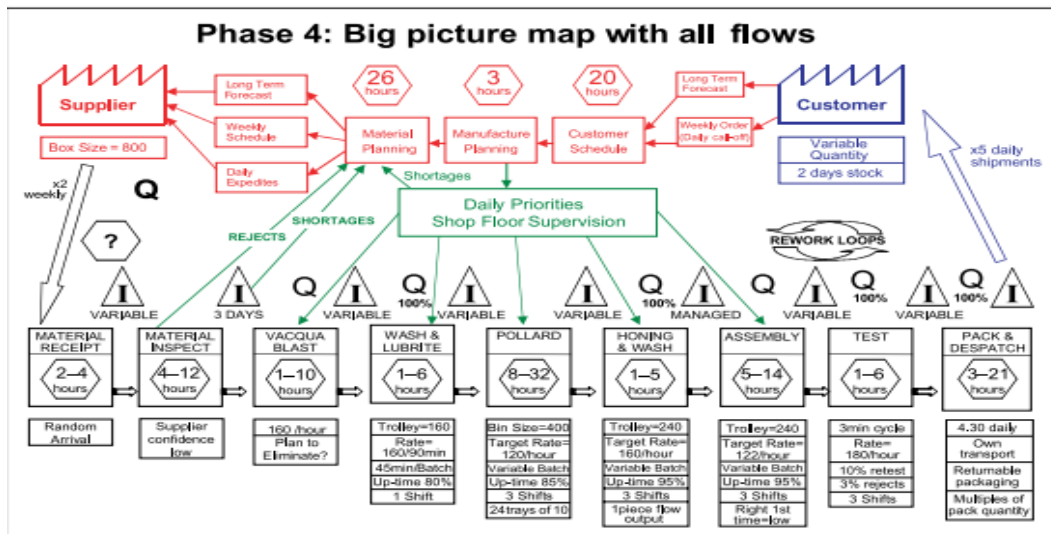 Phase 4: Big picture map with all flows
Supplier
Box Size = 800
Long Term
Forecast
Weekly
Schedule
Daily
Expedites
26
hours
Material
Planning
3
hours
Manufacture
Planning
20
hours
Customer
Schedule
Long Term
Forecast
Weekly Order
(Daily call-off)
Customer
Variable
Quantity
2 days stock
x5 daily
shipments
x2
weekly
Q
?
Shortages
REJECTS
SHORTAGES
Daily Priorities
Shop Floor Supervision
REWORK LOOPS
I
VARIABLE
I
3 DAYS
Q
I
VARIABLE
Q
100%
I
VARIABLE
I
VARIABLE
Q
100%
I
MANAGED
Q
I
VARIABLE
Q
100%
I
VARIABLE
Q
100%
I
MATERIAL
RECEIPT
2–4
hours
Random
Arrival
MATERIAL
INSPECT
4–12
hours
Supplier
confidence
low
VACQUA
BLAST
1–10
hours
160 /hour
Plan to
Eliminate?
WASH &
LUBRITE
1–6
hours
Trolley=160
Rate=
160/90min
45min/Batch
Up-time 80%
1 Shift
POLLARD
8–32
hours
Bin Size=400
Target Rate=
120/hour
Variable Batch
Up-time 85%
3 Shifts
24trays of 10
HONING
& WASH
1–5
hours
Trolley=240
Target Rate=
160/hour
Variable Batch
Up-time 95%
3 Shifts
1piece flow
output
ASSEMBLY
5–14
hours
Trolley=240
Target Rate=
122/hour
Variable Batch
Up-time 95%
3 Shifts
Right 1st
time=low
TEST
1–6
hours
3min cycle
Rate=
180/hour
10% retest
3% rejects
3 Shifts
PACK &
DESPATCH
3–21
hours
4.30 daily
Own
transport
Returnable
packaging
Multiples of
pack quantity